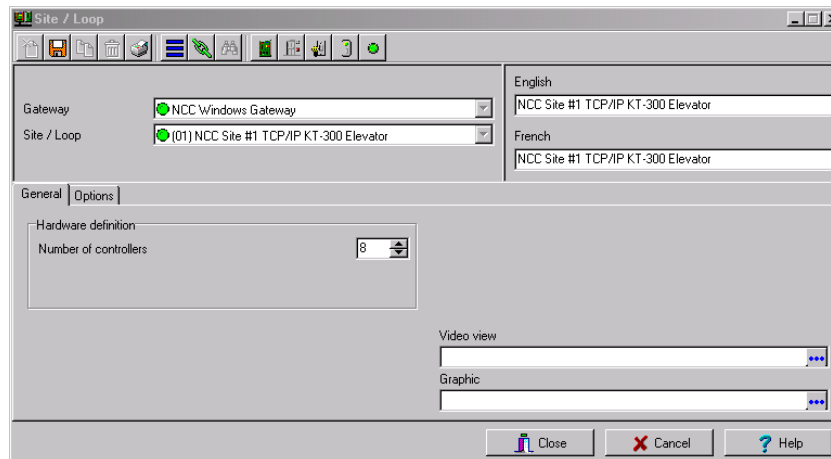 Site / Loop
English
Gateway
NCC Windows Gateway
NCC Site #1 TCP/IP KT-300 Elevator
Site / Loop
(01) NCC Site #1 TCP/IP KT-300 Elevator
French
NCC Site #1 TCP/IP KT-300 Elevator
General
Options
Hardware definition
Number of controllers
8
Video view
Graphic
Close
Cancel
Help